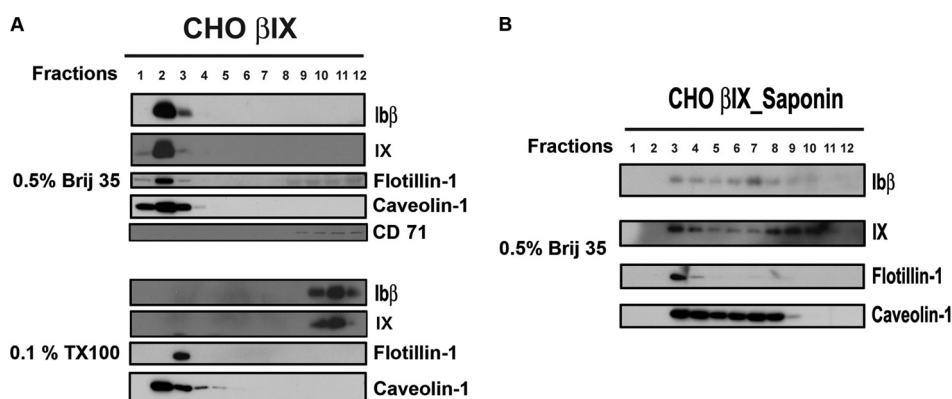 A
CHO βIX
Fractions 1 2 3 4 5 6 7 8 9 10 11 12
Ibβ
IX
0.5% Brij 35 Flotillin-1
Caveolin-1
CD 71
Ibβ
IX
0.1 % TX100 Flotillin-1
Caveolin-1
B
CHO βIX_Saponin
Fractions 1 2 3 4 5 6 7 8 9 10 11 12
Ibβ
IX
0.5% Brij 35
Flotillin-1
Caveolin-1